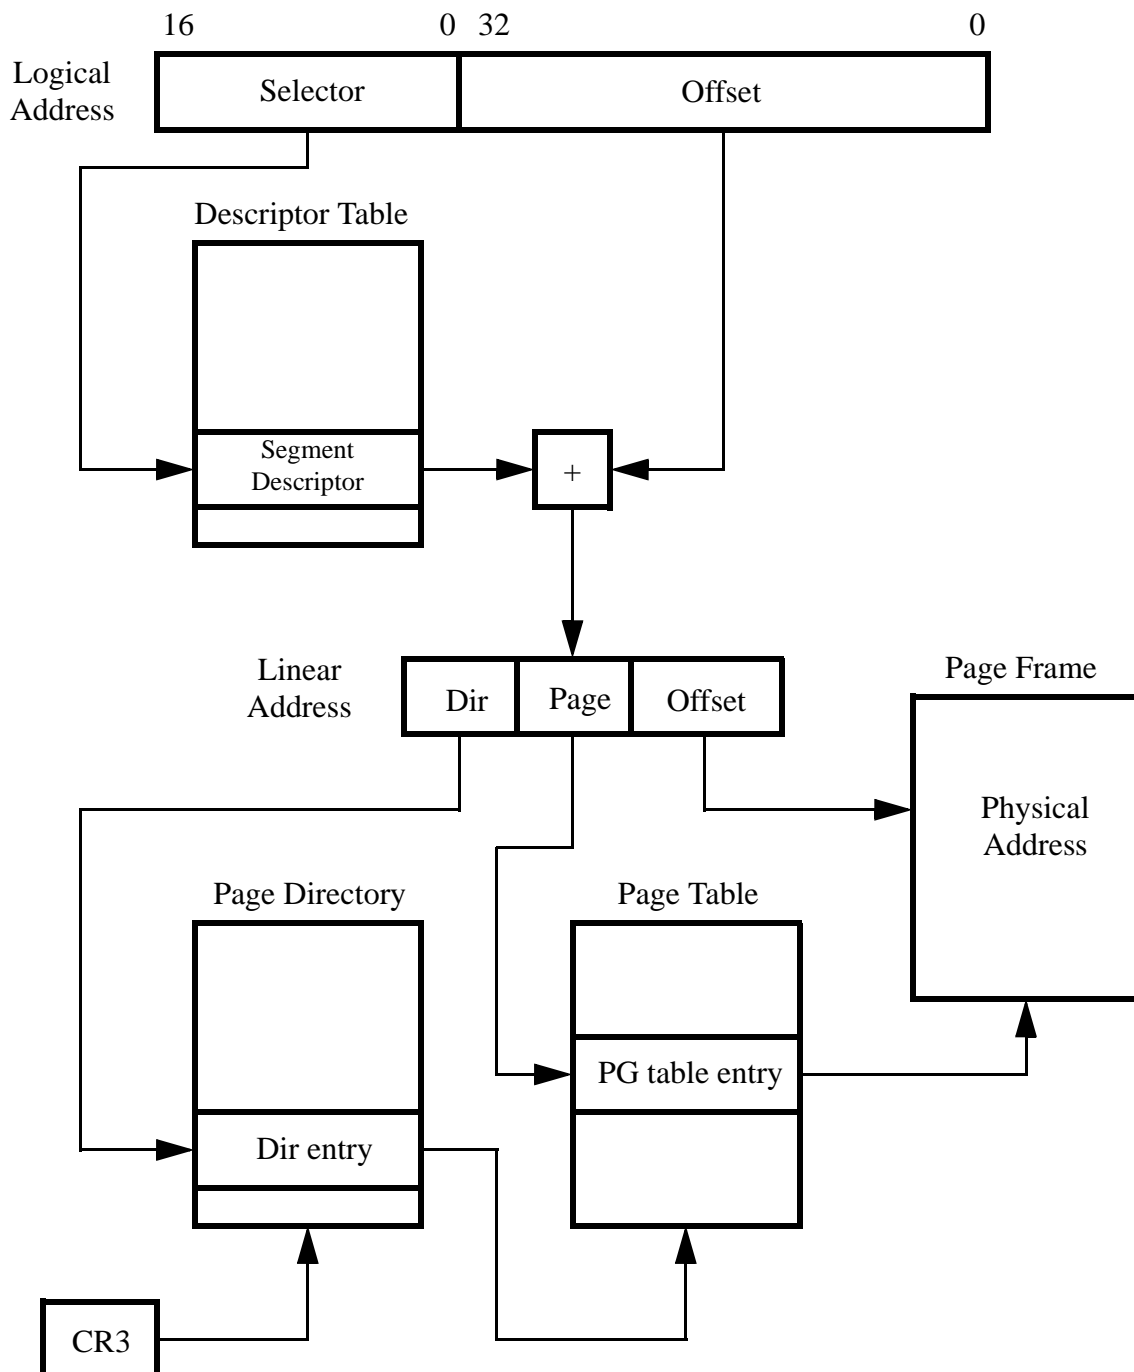 16 0 32 0
Logical
Address
Selector
Offset
Descriptor Table
Segment
Descriptor
+
Linear
Address
Dir
Page
Offset
Page Frame
Physical
Address
Page Directory
Page Table
PG table entry
Dir entry
CR3